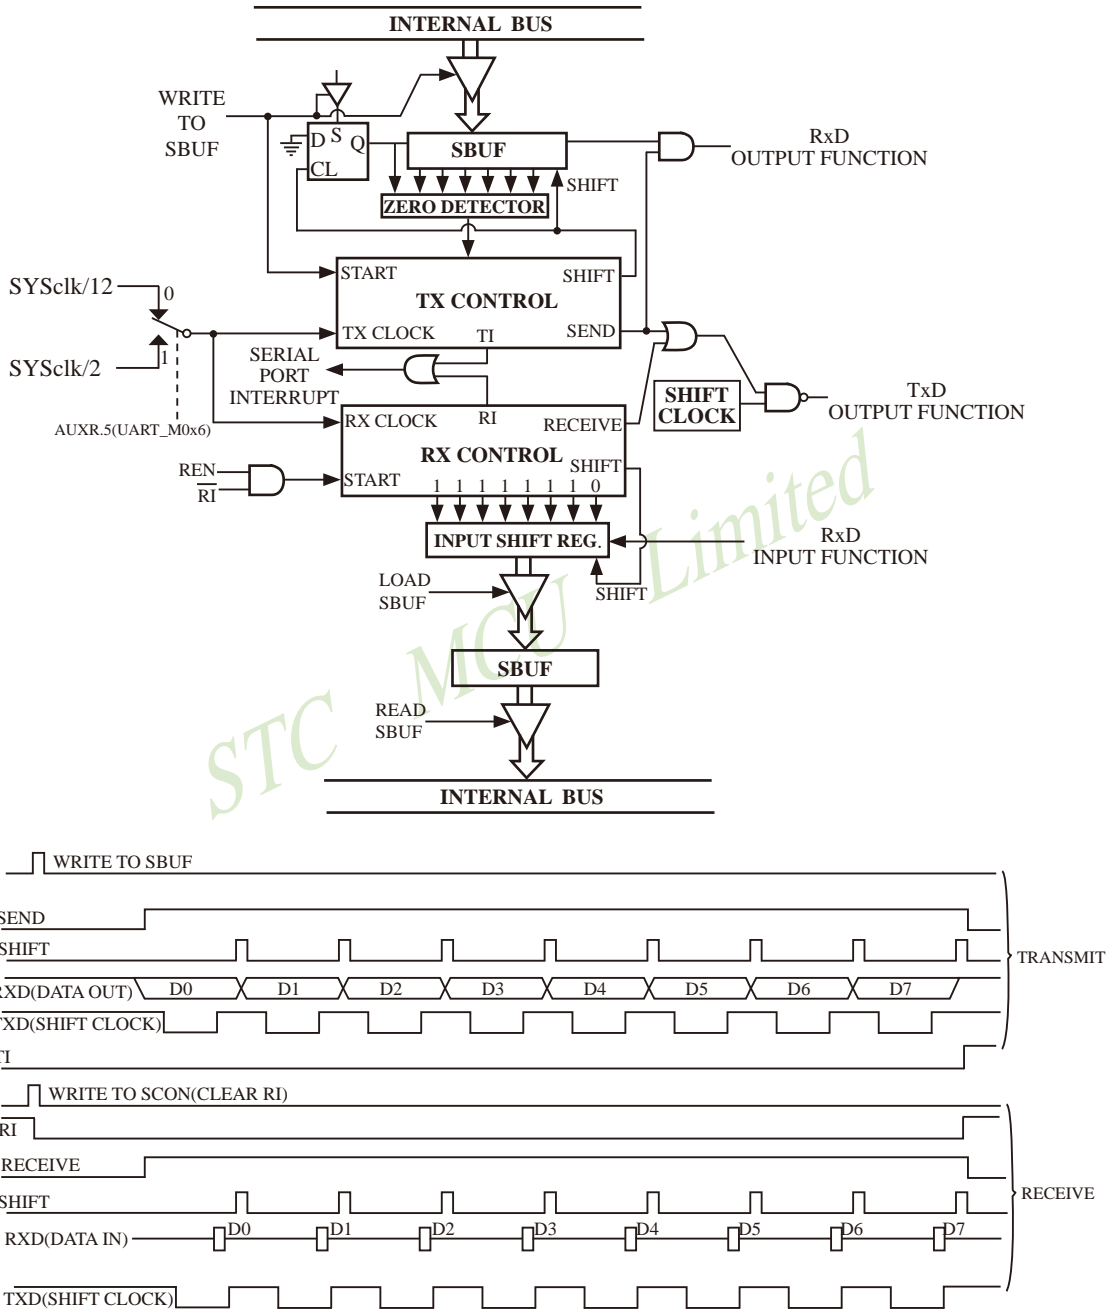 INTERNAL BUS
WRITE
TO
SBUF
D S Q
CL
SBUF
RxD
OUTPUT FUNCTION
SHIFT
ZERO DETECTOR
START
SHIFT
TX CONTROL
TX CLOCK
TI
SEND
SYSclk/12
0
SYSclk/2
1
SERIAL
PORT
INTERRUPT
AUXR.5(UART_M0x6)
SHIFT
CLOCK
TxD
OUTPUT FUNCTION
RX CLOCK
RI
RECEIVE
RX CONTROL
SHIFT
START
1 1 1 1 1 1 1 0
REN
RI
INPUT SHIFT REG.
RxD
INPUT FUNCTION
SHIFT
LOAD
SBUF
SBUF
READ
SBUF
INTERNAL BUS
STC MCU Limited
WRITE TO SBUF
SEND
SHIFT
RXD(DATA OUT) D0 D1 D2 D3 D4 D5 D6 D7
TXD(SHIFT CLOCK)
TI
TRANSMIT
WRITE TO SCON(CLEAR RI)
RI
RECEIVE
SHIFT
RXD(DATA IN) D0 D1 D2 D3 D4 D5 D6 D7
TXD(SHIFT CLOCK)
RECEIVE